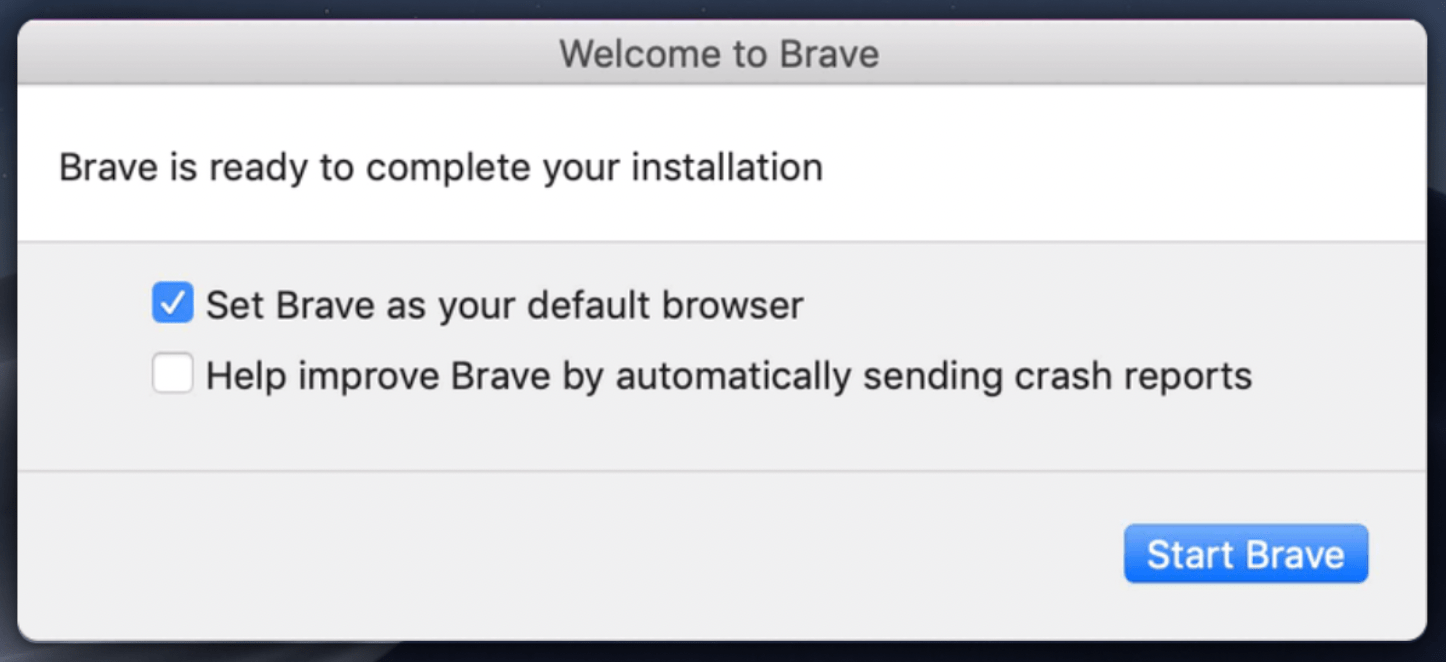 Welcome to Brave
Brave is ready to complete your installation
Set Brave as your default browser
Help improve Brave by automatically sending crash reports
Start Brave